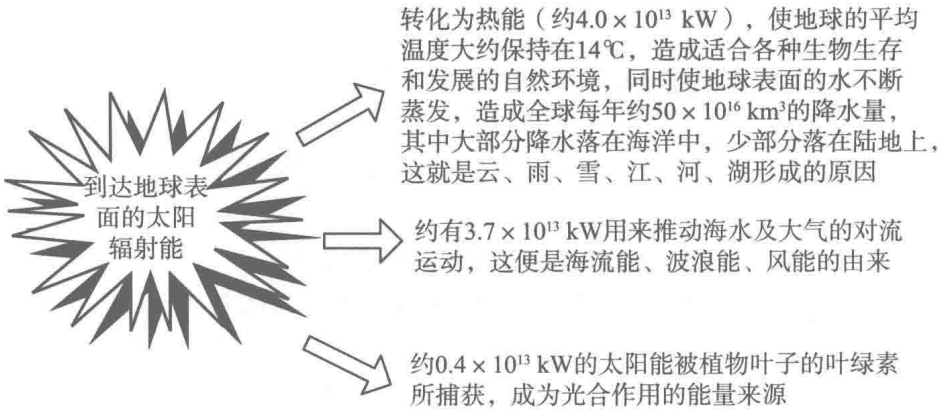 转化为热能（约4.0 × 10¹³ kW），使地球的平均
温度大约保持在14℃，造成适合各种生物生存
和发展的自然环境，同时使地球表面的水不断
蒸发，造成全球每年约50 × 10¹⁶ km³的降水量，
其中大部分降水落在海洋中，少部分落在陆地上，
这就是云、雨、雪、江、河、湖形成的原因
到达地球表
面的太阳
辐射能
约有3.7 × 10¹³ kW用来推动海水及大气的对流
运动，这便是海流能、波浪能、风能的由来
约0.4 × 10¹³ kW的太阳能被植物叶子的叶绿素
所捕获，成为光合作用的能量来源